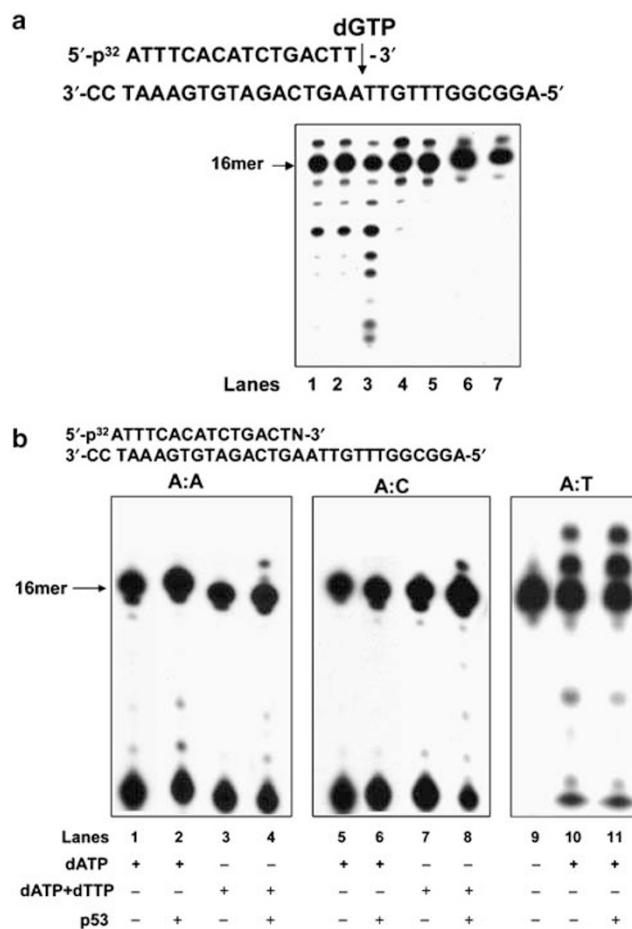 a
dGTP
5′-p³² ATTTCACATCTGACTT - 3′
3′-CC TAAAGTGTAGACTGAATTGTTTGGCGGA-5′
16mer
Lanes 1 2 3 4 5 6 7
b
5′-p³²ATTTCACATCTGACTN-3′
3′-CC TAAAGTGTAGACTGAATTGTTTGGCGGA-5′
A:A A:C A:T
16mer
Lanes 1 2 3 4 5 6 7 8 9 10 11
dATP + + – – + + – – – + +
dATP+dTTP – – + + – – + + – – –
p53 – + – + – + – + – – +